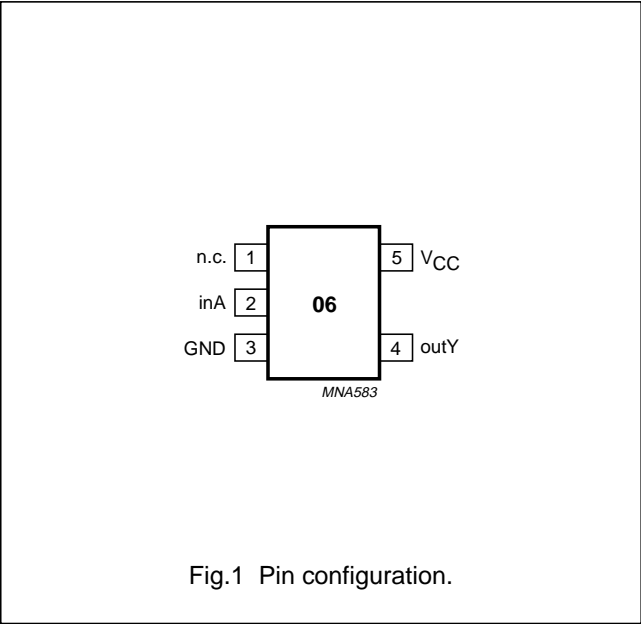 n.c. 1 5 VCC
inA 2 06
GND 3 4 outY
MNA583
Fig.1 Pin configuration.